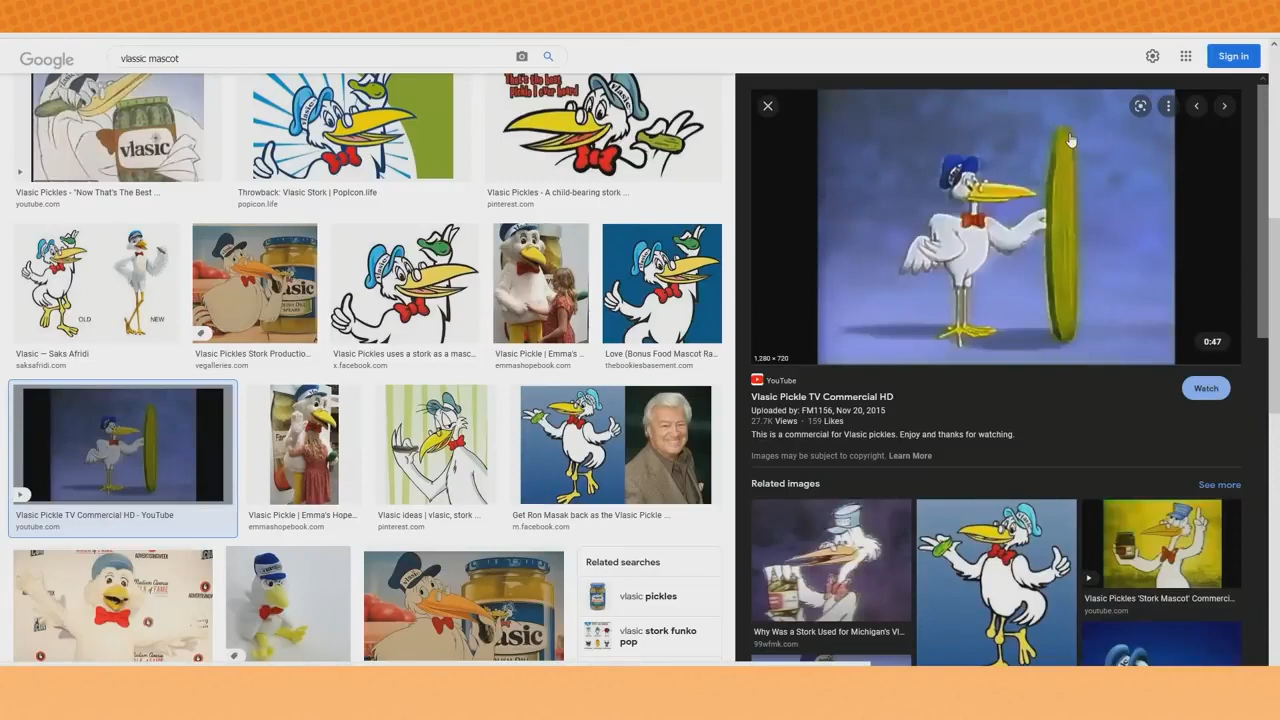 Google
vlassic mascot
Sign in
vlasic
Vlasic Pickles - "Now That's The Best ...
youtube.com
Vlasic
Throwback: Vlasic Stork | PopIcon.life
popicon.life
That's the best
Pickle I ever heard
Vlasic
Vlasic Pickles - A child-bearing stork ...
pinterest.com
OLD
NEW
Vlasic — Saks Afridi
saksafridi.com
asic
Vlasic Pickles Stork Productio...
vegalleries.com
Vlasic
Vlasic Pickles uses a stork as a masc...
x.facebook.com
Vlasic Pickle | Emma's ...
emmashopebook.com
Love (Bonus Food Mascot Ra...
thebookiesbasement.com
Vlasic Pickle TV Commercial HD - YouTube
youtube.com
Vlasic Pickle | Emma's Hope...
emmashopebook.com
Vlasic ideas | vlasic, stork ...
pinterest.com
Get Ron Masak back as the Vlasic Pickle ...
m.facebook.com
asic
Related searches
vlasic pickles
vlasic stork funko
pop
1,280 × 720
0:47
YouTube
Watch
Vlasic Pickle TV Commercial HD
Uploaded by: FM1156, Nov 20, 2015
27.7K Views · 159 Likes
This is a commercial for Vlasic pickles. Enjoy and thanks for watching.
Images may be subject to copyright. Learn More
Related images
See more
Why Was a Stork Used for Michigan's Vl...
99wfmk.com
Vlasic Pickles 'Stork Mascot' Commerci...
youtube.com